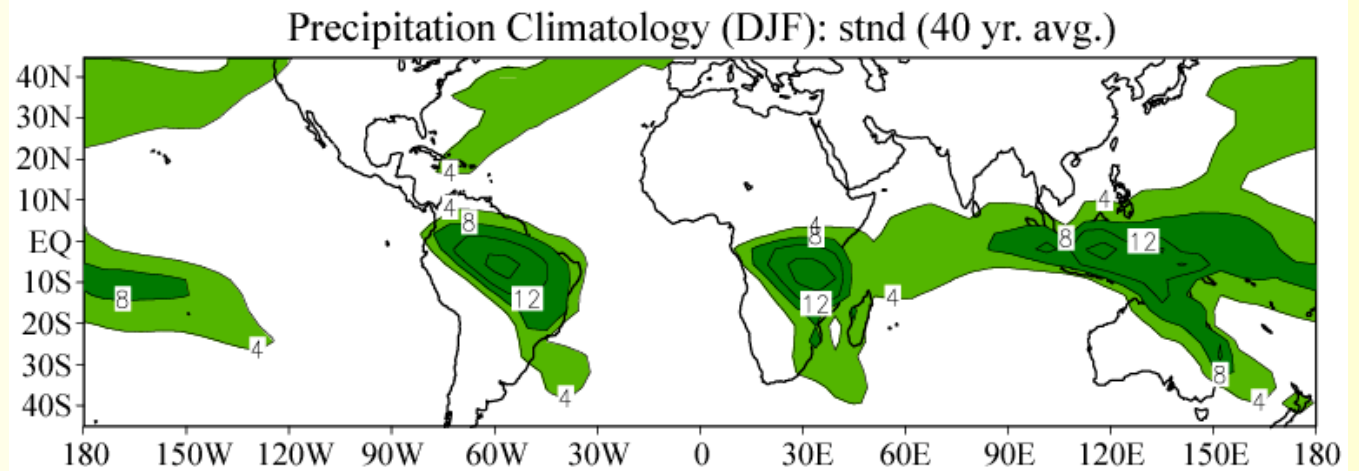 Precipitation Climatology (DJF): stnd (40 yr. avg.)
40N
30N
20N
4
4
10N
4
4
8
8
EQ
8
12
10S
8
12
12
4
20S
4
30S
8
4
4
40S
180 150W 120W 90W 60W 30W 0 30E 60E 90E 120E 150E 180